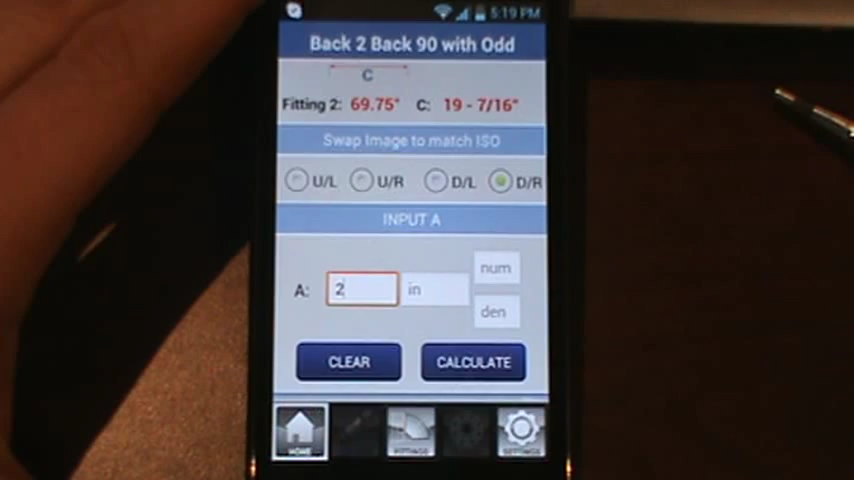 5:19 PM
Back 2 Back 90 with Odd
C
Fitting 2: 69.75" C: 19 - 7/16"
Swap Image to match ISO
U/L U/R D/L D/R
INPUT A
num
A: 2 in
den
CLEAR CALCULATE
HOME FITTINGS SETTINGS